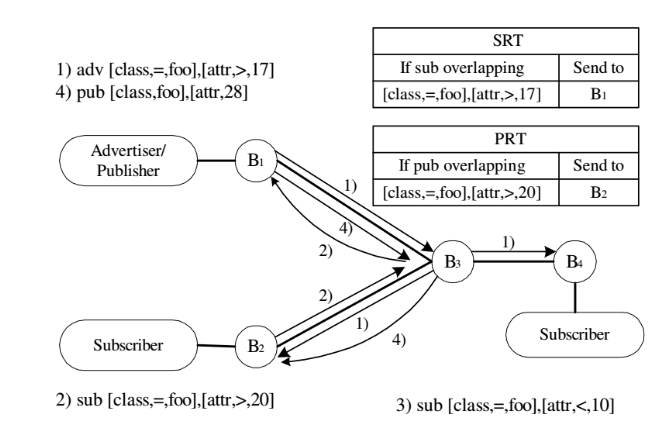 1) adv [class,=,foo],[attr,>,17]
4) pub [class,foo],[attr,28]
SRT
If sub overlapping Send to
[class,=,foo],[attr,>,17] B1
PRT
If pub overlapping Send to
[class,=,foo],[attr,>,20] B2
Advertiser/
Publisher
B1
1)
4)
2)
B3
1)
B4
2)
1)
4)
Subscriber
B2
Subscriber
2) sub [class,=,foo],[attr,>,20]
3) sub [class,=,foo],[attr,<,10]